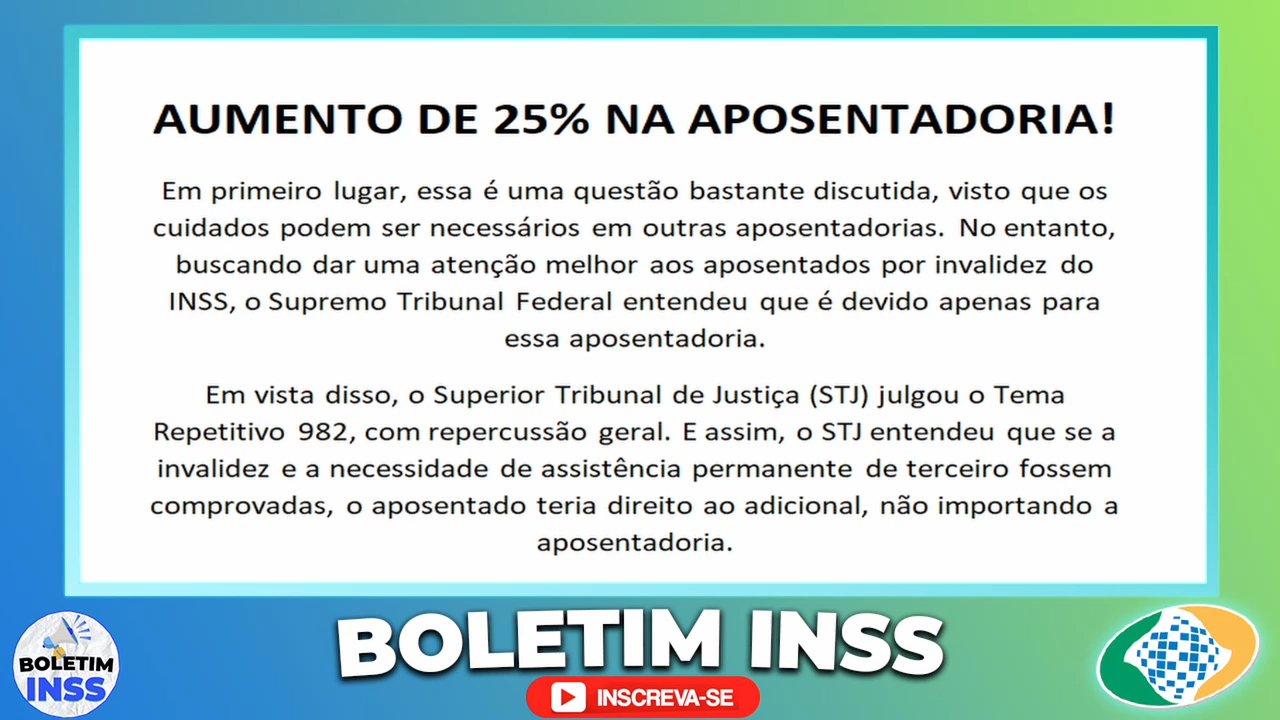 AUMENTO DE 25% NA APOSENTADORIA!
Em primeiro lugar, essa é uma questão bastante discutida, visto que os
cuidados podem ser necessários em outras aposentadorias. No entanto,
buscando dar uma atenção melhor aos aposentados por invalidez do
INSS, o Supremo Tribunal Federal entendeu que é devido apenas para
essa aposentadoria.
Em vista disso, o Superior Tribunal de Justiça (STJ) julgou o Tema
Repetitivo 982, com repercussão geral. E assim, o STJ entendeu que se a
invalidez e a necessidade de assistência permanente de terceiro fossem
comprovadas, o aposentado teria direito ao adicional, não importando a
aposentadoria.
BOLETIM INSS
INSCREVA-SE
BOLETIM
INSS